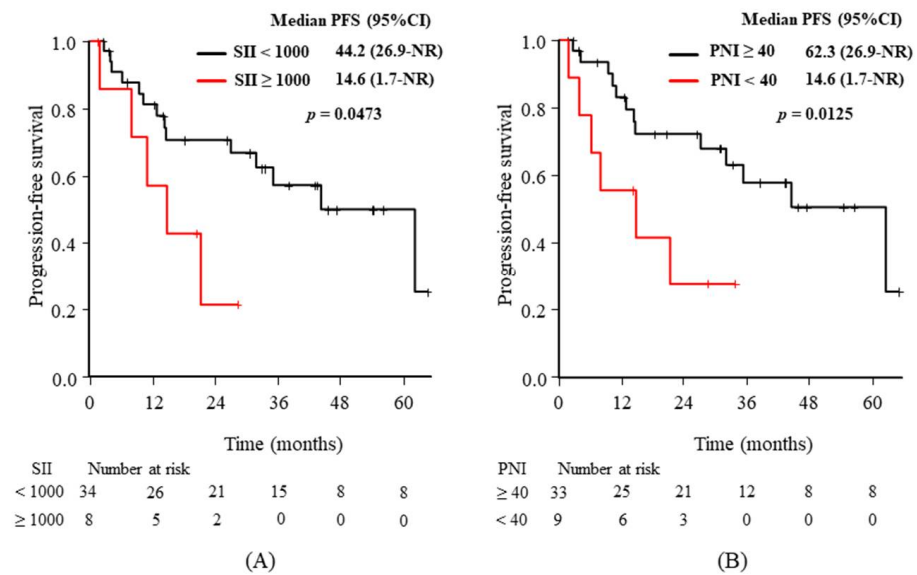 Median PFS (95%CI)
SII < 1000 44.2 (26.9-NR)
SII ≥ 1000 14.6 (1.7-NR)
p = 0.0473
Progression-free survival
1.0
0.8
0.6
0.4
0.2
0.0
0 12 24 36 48 60
Time (months)
SII Number at risk
< 1000 34 26 21 15 8 8
≥ 1000 8 5 2 0 0 0
(A)
Median PFS (95%CI)
PNI ≥ 40 62.3 (26.9-NR)
PNI < 40 14.6 (1.7-NR)
p = 0.0125
Progression-free survival
1.0
0.8
0.6
0.4
0.2
0.0
0 12 24 36 48 60
Time (months)
PNI Number at risk
≥ 40 33 25 21 12 8 8
< 40 9 6 3 0 0 0
(B)